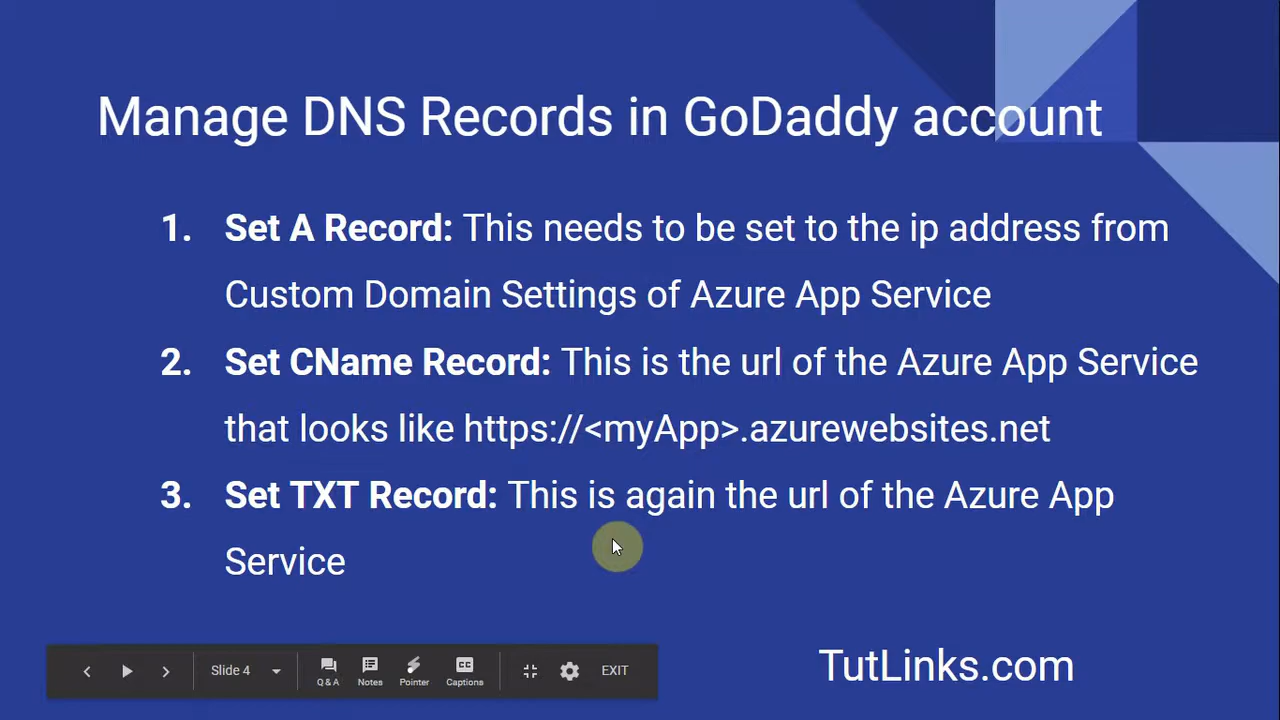 Manage DNS Records in GoDaddy account
1. Set A Record: This needs to be set to the ip address from
Custom Domain Settings of Azure App Service
2. Set CName Record: This is the url of the Azure App Service
that looks like https://<myApp>.azurewebsites.net
3. Set TXT Record: This is again the url of the Azure App
Service
Slide 4
Q & A
Notes
Pointer
CC
Captions
EXIT
TutLinks.com